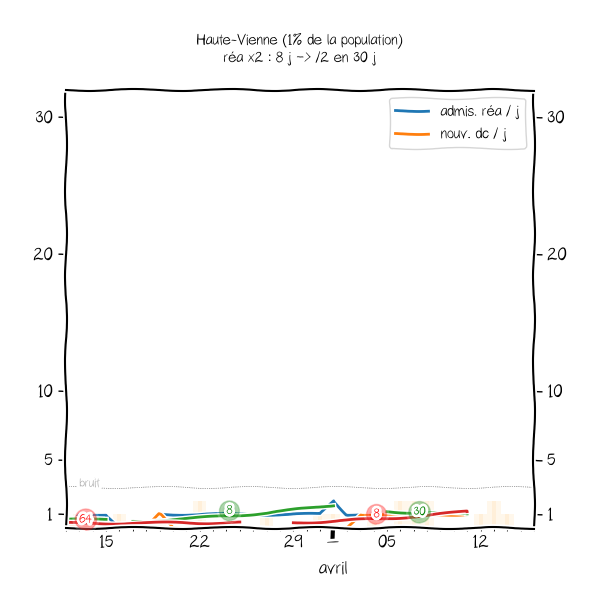 Haute-Vienne (1% de la population)
réa x2 : 8 j -> /2 en 30 j
admis. réa / j
nouv. dc / j
30 30
20 20
10 10
5 5
bruit
1 64 8 8 30 1
15 22 29 05 12
avril